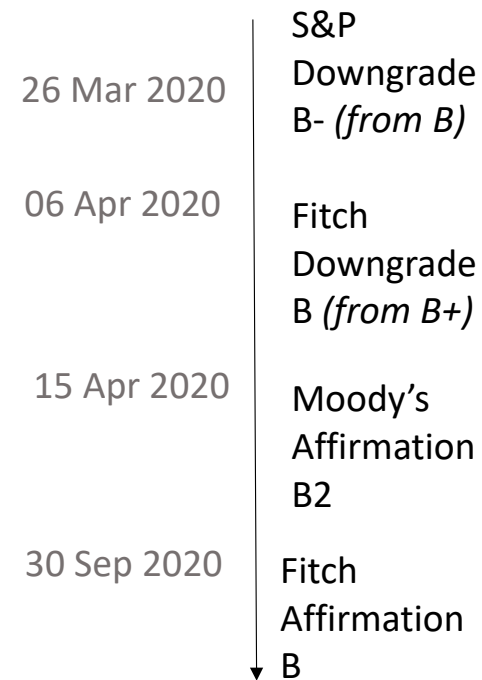 26 Mar 2020
S&P
Downgrade
B- (from B)
06 Apr 2020
Fitch
Downgrade
B (from B+)
15 Apr 2020
Moody’s
Affirmation
B2
30 Sep 2020
Fitch
Affirmation
B